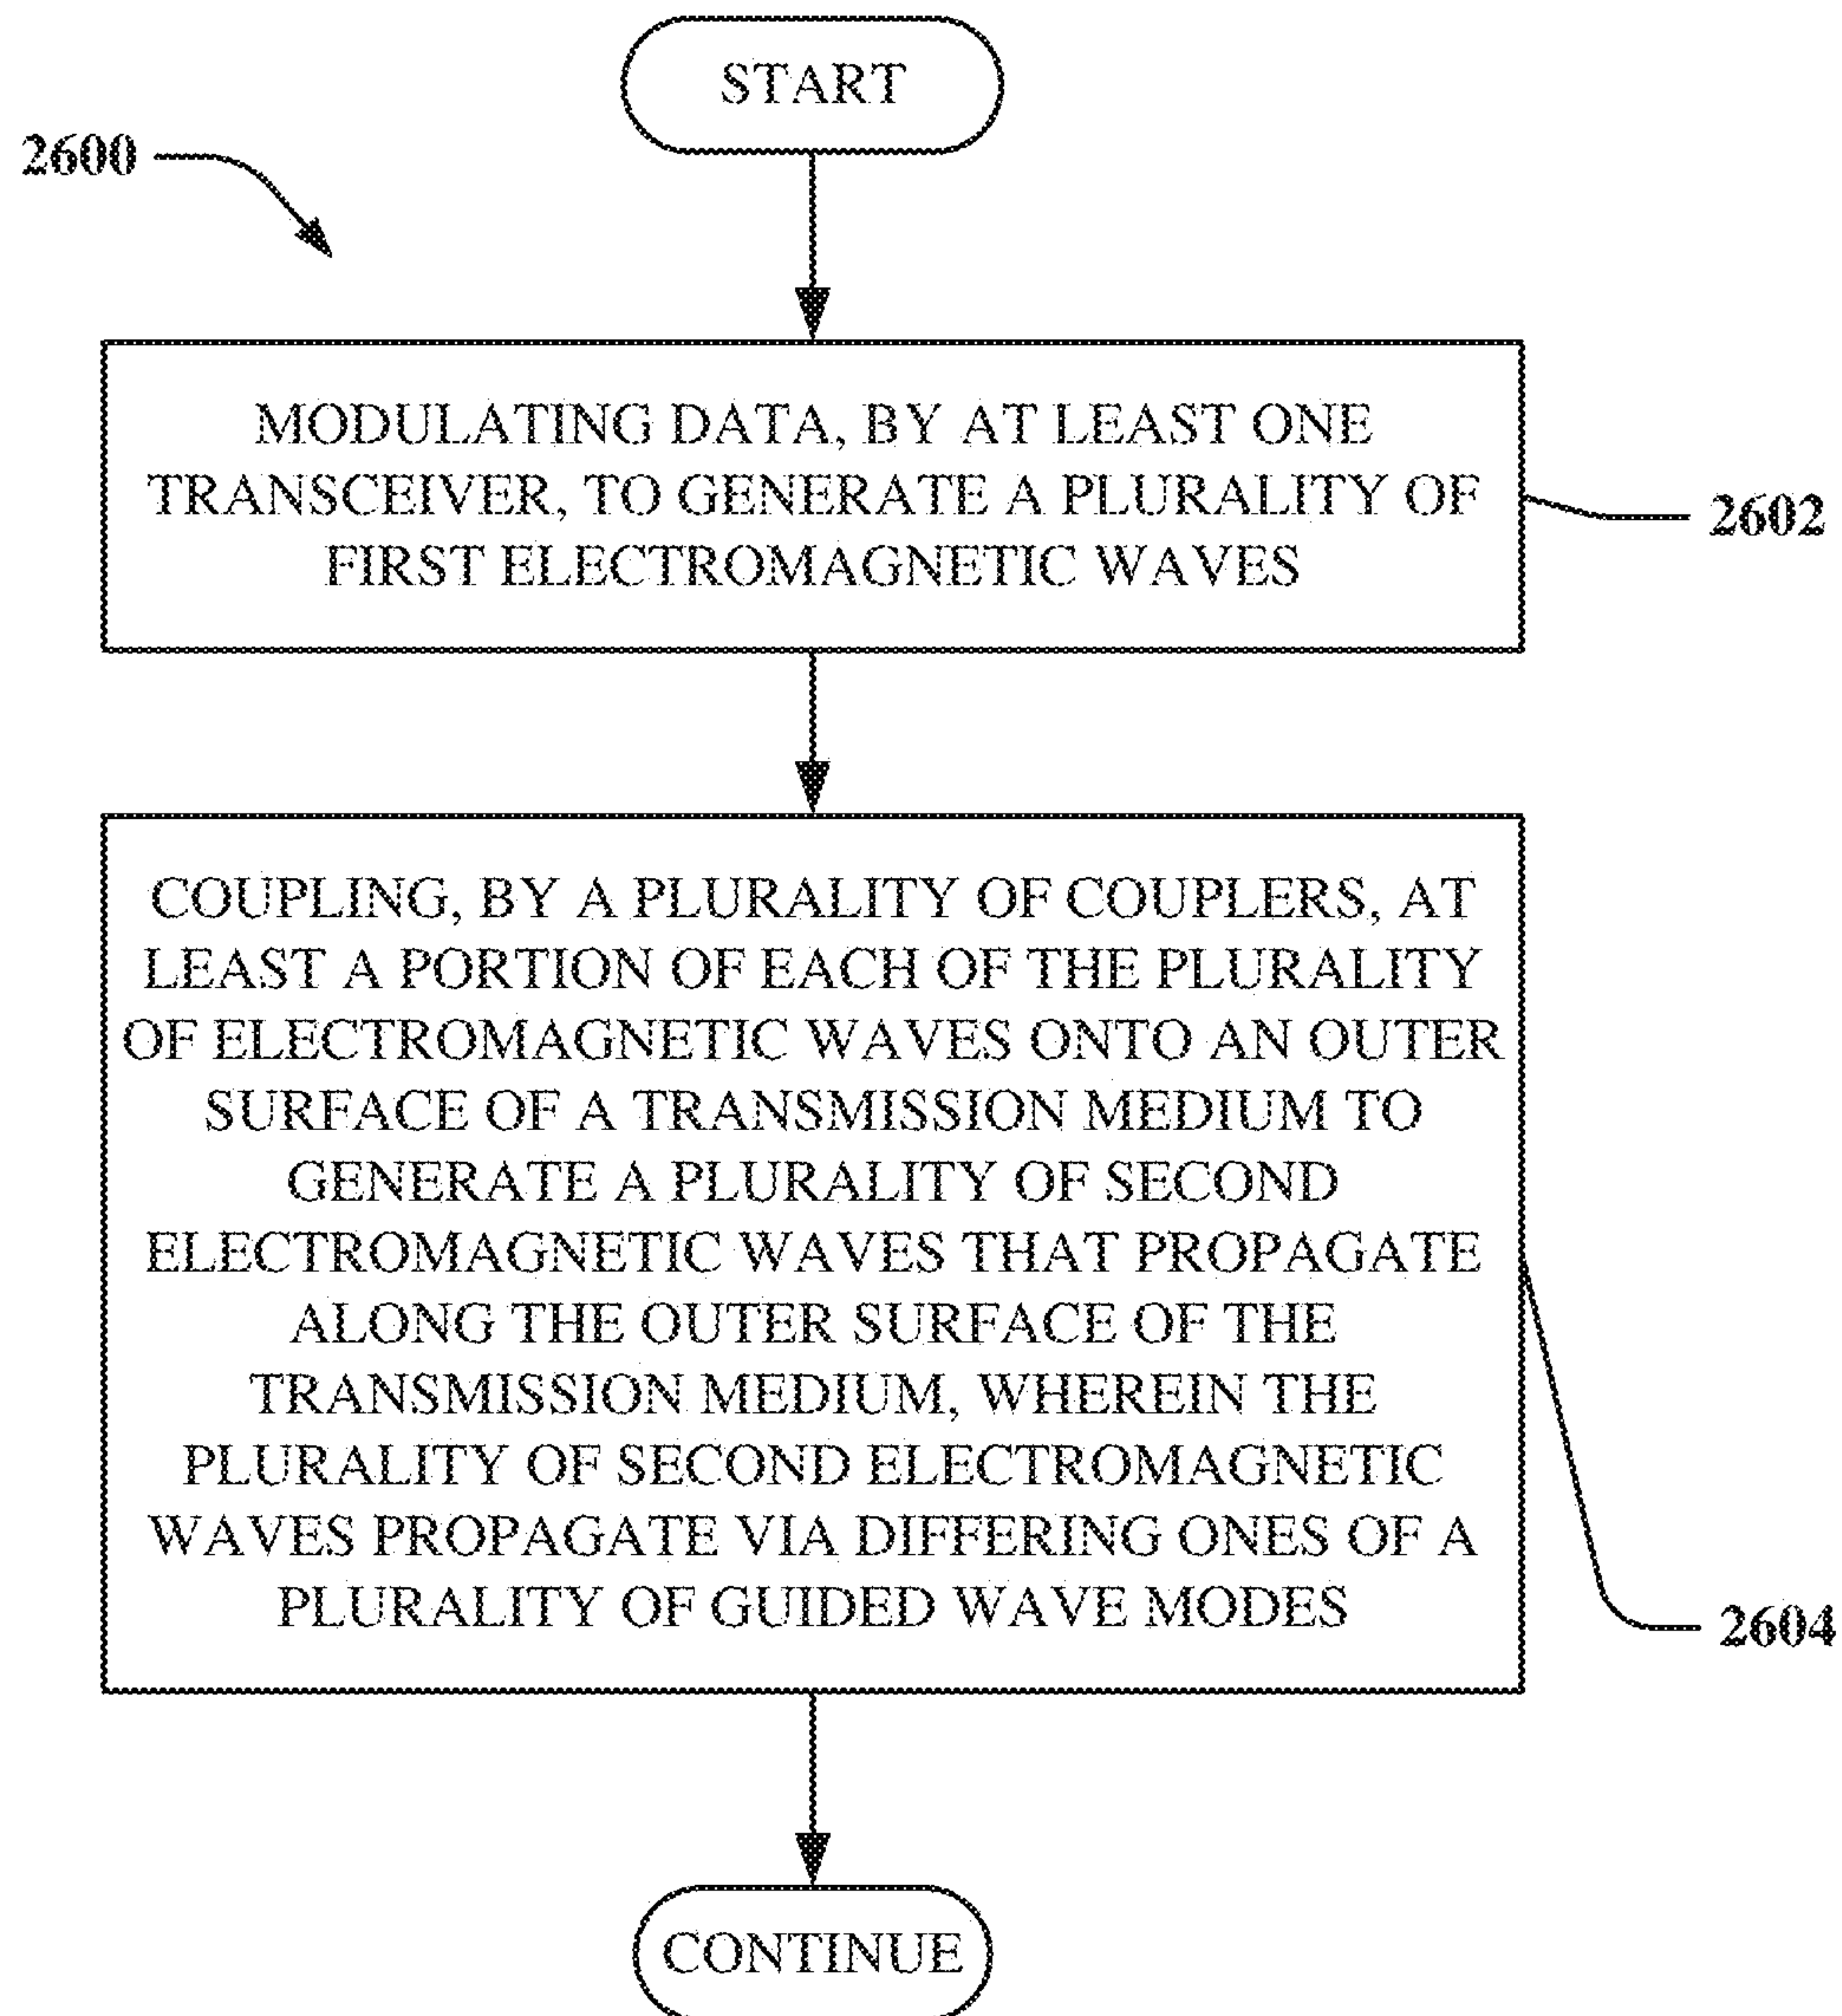 START
2600
MODULATING DATA, BY AT LEAST ONE
TRANSCEIVER, TO GENERATE A PLURALITY OF
FIRST ELECTROMAGNETIC WAVES
2602
COUPLING, BY A PLURALITY OF COUPLERS, AT
LEAST A PORTION OF EACH OF THE PLURALITY
OF ELECTROMAGNETIC WAVES ONTO AN OUTER
SURFACE OF A TRANSMISSION MEDIUM TO
GENERATE A PLURALITY OF SECOND
ELECTROMAGNETIC WAVES THAT PROPAGATE
ALONG THE OUTER SURFACE OF THE
TRANSMISSION MEDIUM, WHEREIN THE
PLURALITY OF SECOND ELECTROMAGNETIC
WAVES PROPAGATE VIA DIFFERING ONES OF A
PLURALITY OF GUIDED WAVE MODES
2604
CONTINUE